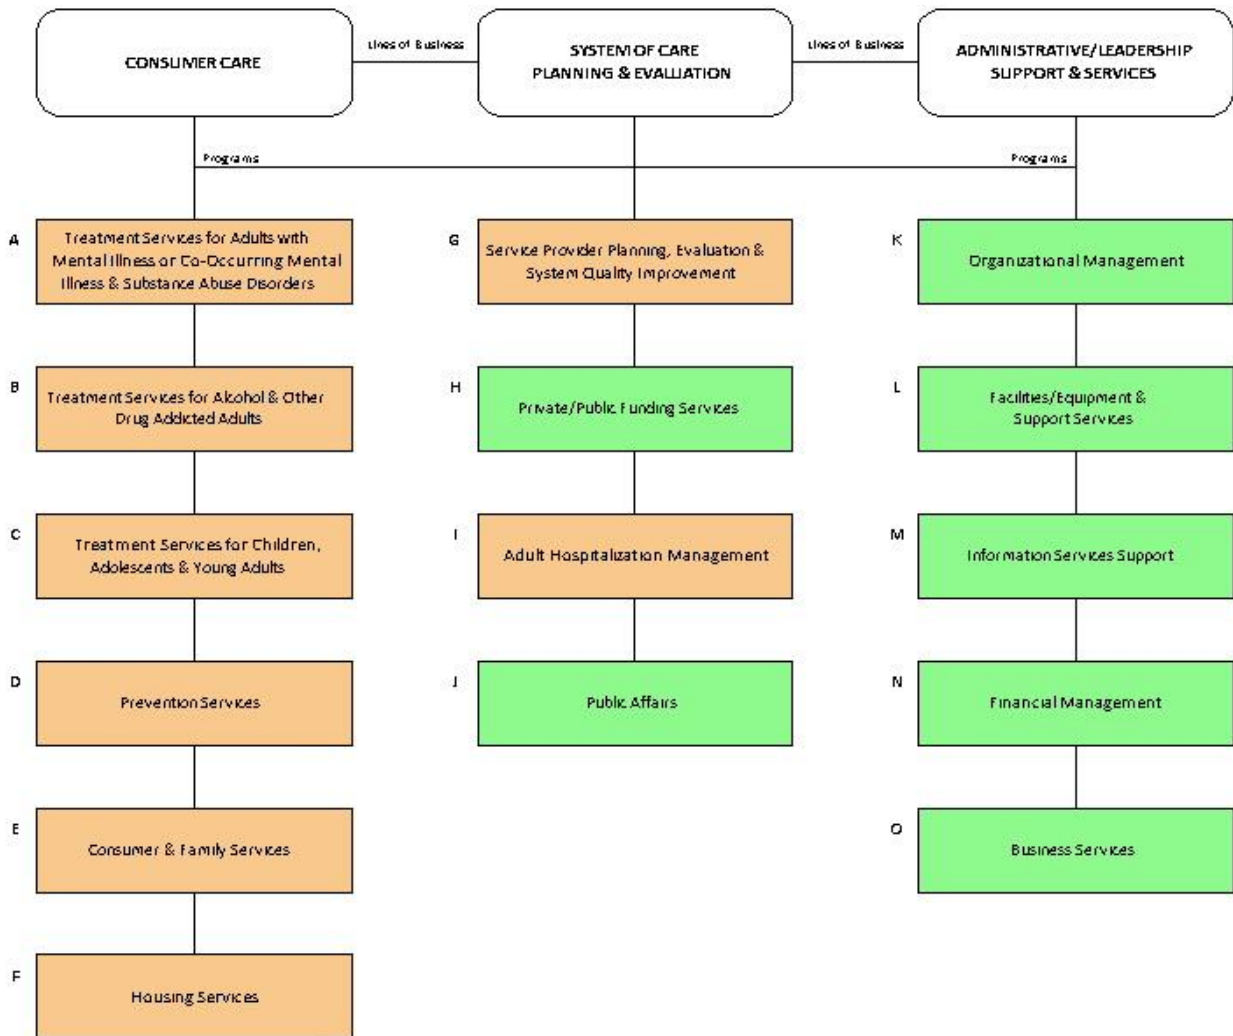 CONSUMER CARE
Lines of Business
SYSTEM OF CARE
PLANNING & EVALUATION
Lines of Business
ADMINISTRATIVE/LEADERSHIP
SUPPORT & SERVICES
Programs
Programs
A
Treatment Services for Adults with
Mental Illness or Co-Occurring Mental
Illness & Substance Abuse Disorders
B
Treatment Services for Alcohol & Other
Drug Addicted Adults
C
Treatment Services for Children,
Adolescents & Young Adults
D
Prevention Services
E
Consumer & Family Services
F
Housing Services
G
Service Provider Planning, Evaluation &
System Quality Improvement
H
Private/Public Funding Services
I
Adult Hospitalization Management
J
Public Affairs
K
Organizational Management
L
Facilities/Equipment &
Support Services
M
Information Services Support
N
Financial Management
O
Business Services